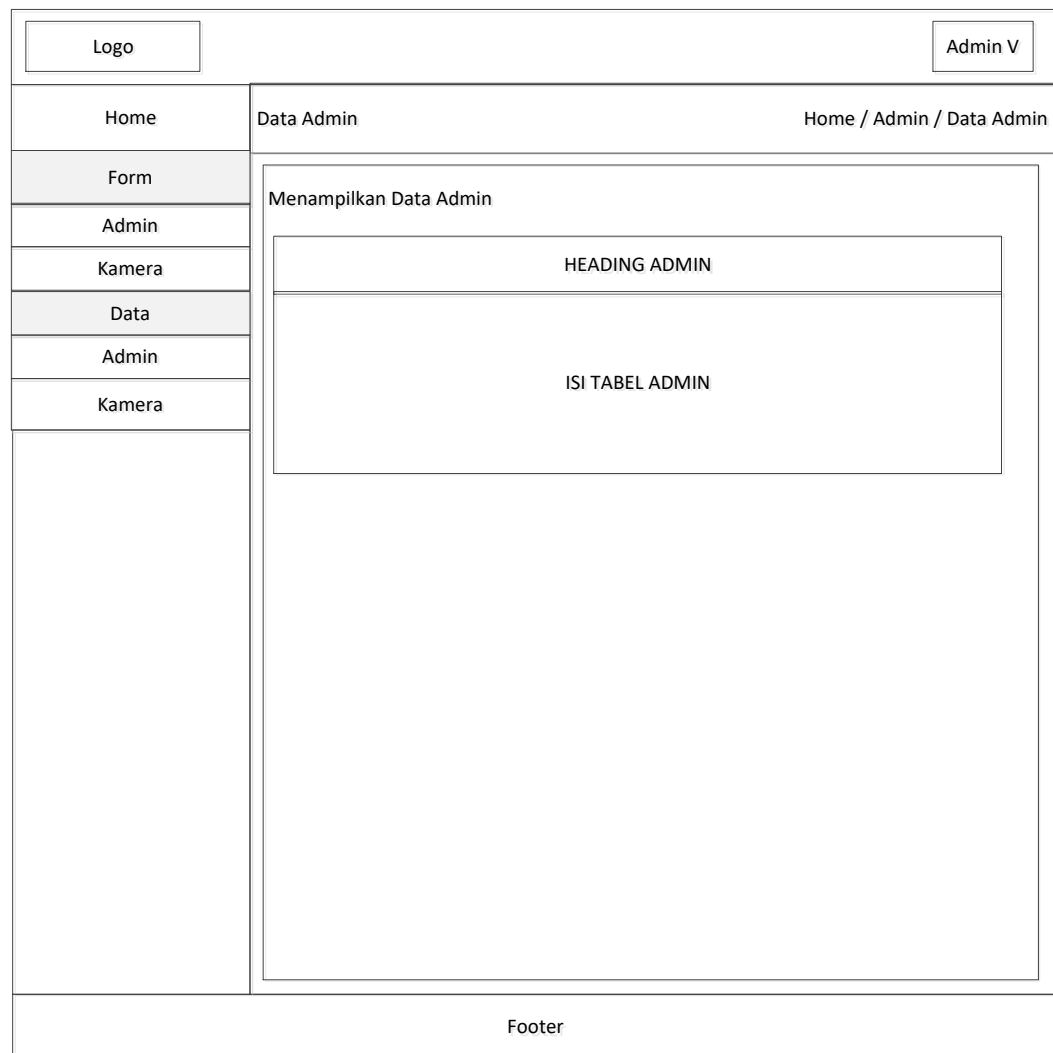 Logo
Admin V
Home
Form
Admin
Kamera
Data
Admin
Kamera
Data Admin
Home / Admin / Data Admin
Menampilkan Data Admin
HEADING ADMIN
ISI TABEL ADMIN
Footer